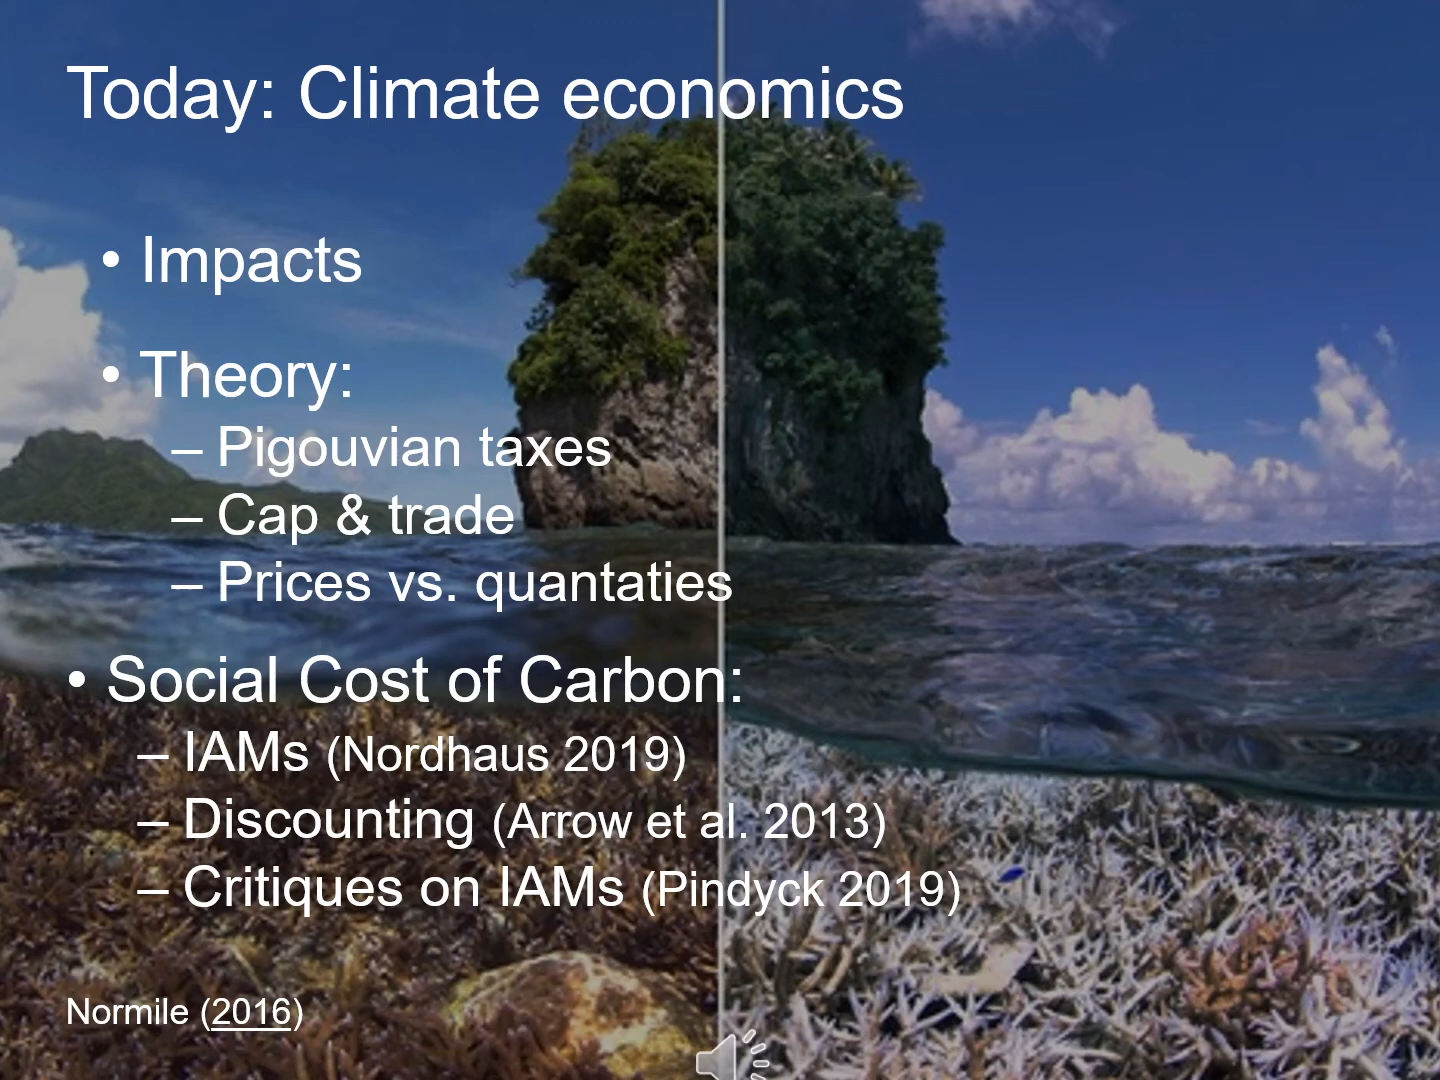 Today: Climate economics
• Impacts
• Theory:
– Pigouvian taxes
– Cap & trade
– Prices vs. quantaties
• Social Cost of Carbon:
– IAMs (Nordhaus 2019)
– Discounting (Arrow et al. 2013)
– Critiques on IAMs (Pindyck 2019)
Normile (2016)